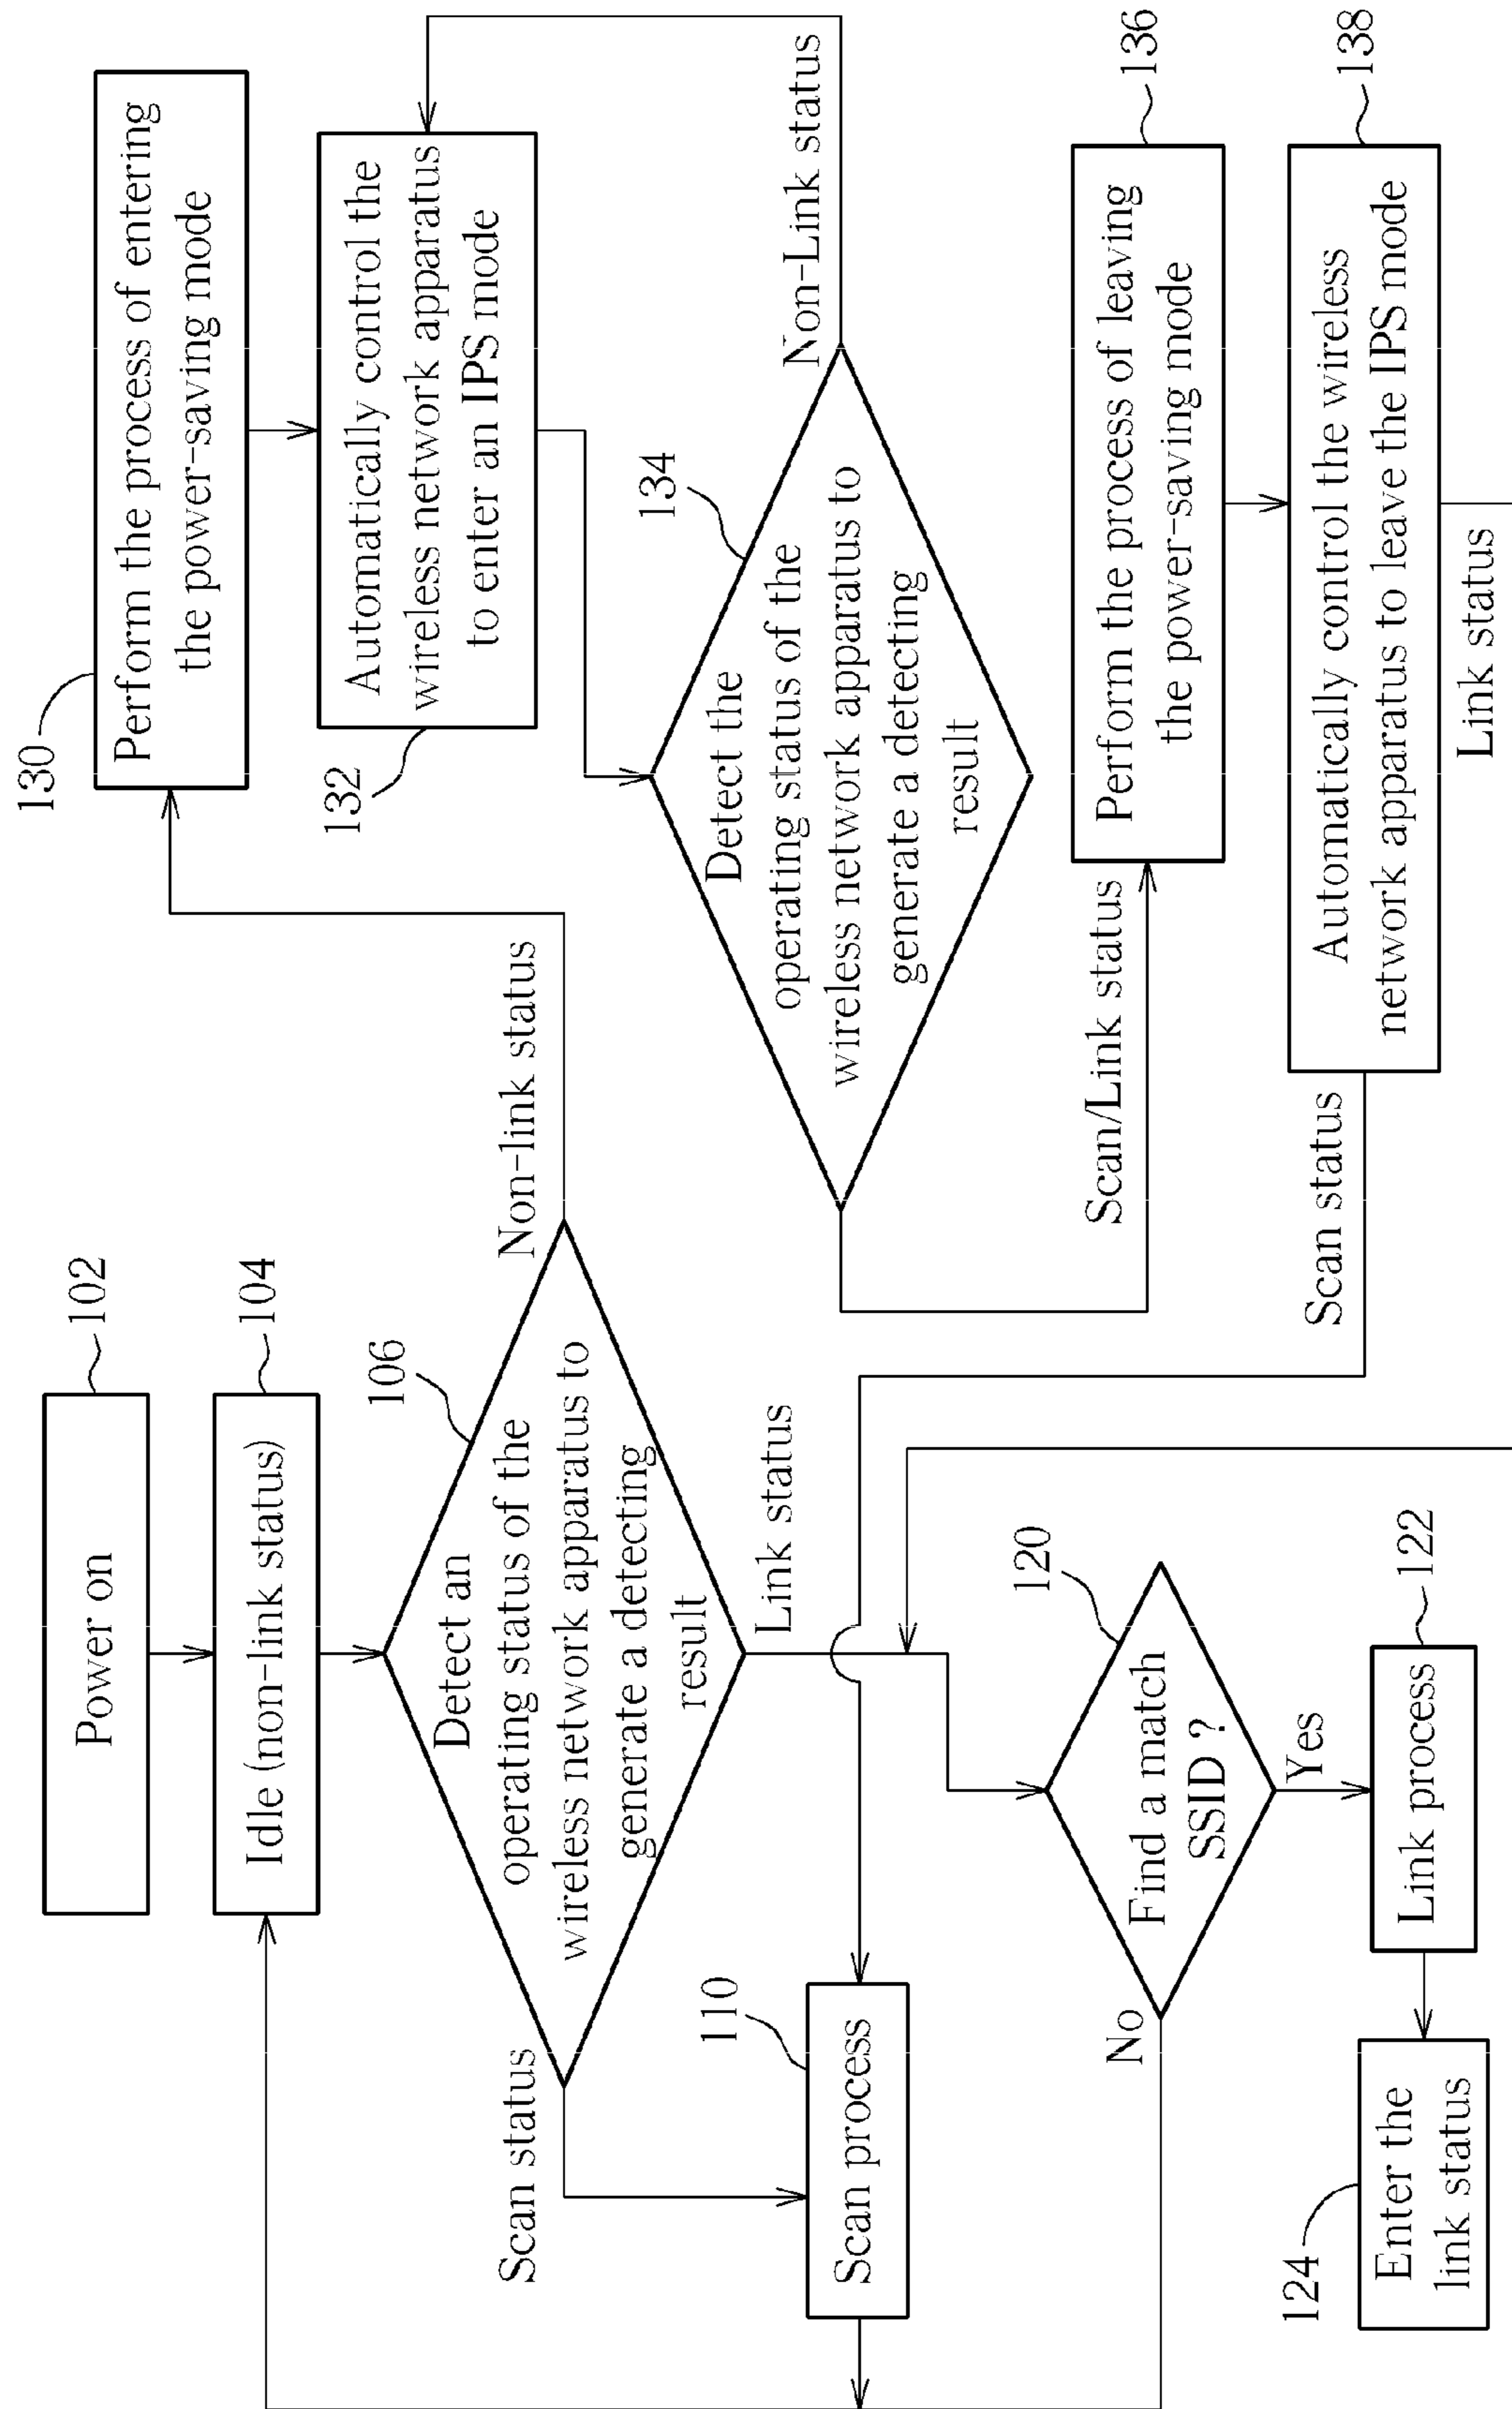 Power on
102
Idle (non-link status)
104
Detect an
operating status of the
wireless network apparatus to
generate a detecting
result
106
Scan status
Non-link status
Link status
Scan process
110
Find a match
SSID ?
120
No
Yes
Link process
122
Enter the
link status
124
130
Perform the process of entering
the power-saving mode
Automatically control the
wireless network apparatus
to enter an IPS mode
132
Detect the
operating status of the
wireless network apparatus to
generate a detecting
result
134
Non-Link status
Scan/Link status
Perform the process of leaving
the power-saving mode
136
Automatically control the wireless
network apparatus to leave the IPS mode
138
Scan status
Link status